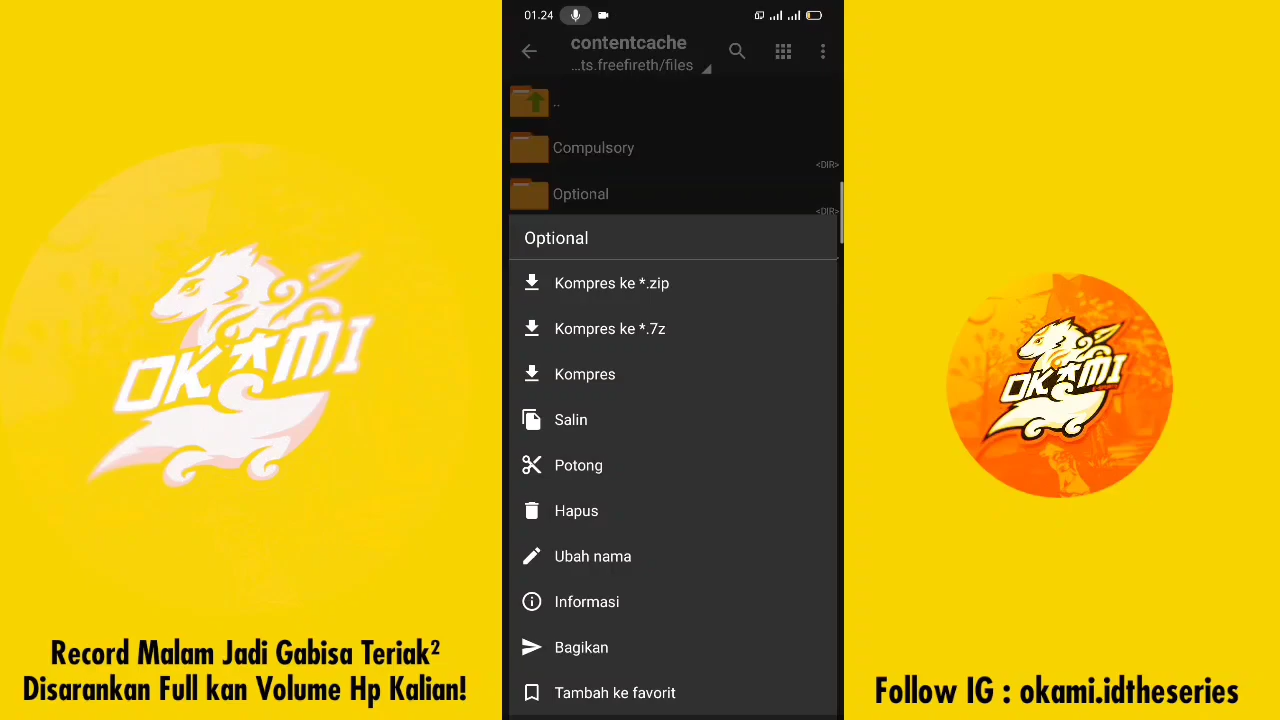 01.24
contentcache
...ts.freefireth/files
..
Compulsory
<DIR>
Optional
<DIR>
Optional
Kompres ke *.zip
Kompres ke *.7z
Kompres
Salin
Potong
Hapus
Ubah nama
Informasi
Bagikan
Tambah ke favorit
OKAMI
Record Malam Jadi Gabisa Teriak²
Disarankan Full kan Volume Hp Kalian!
OKAMI
Follow IG : okami.idtheseries